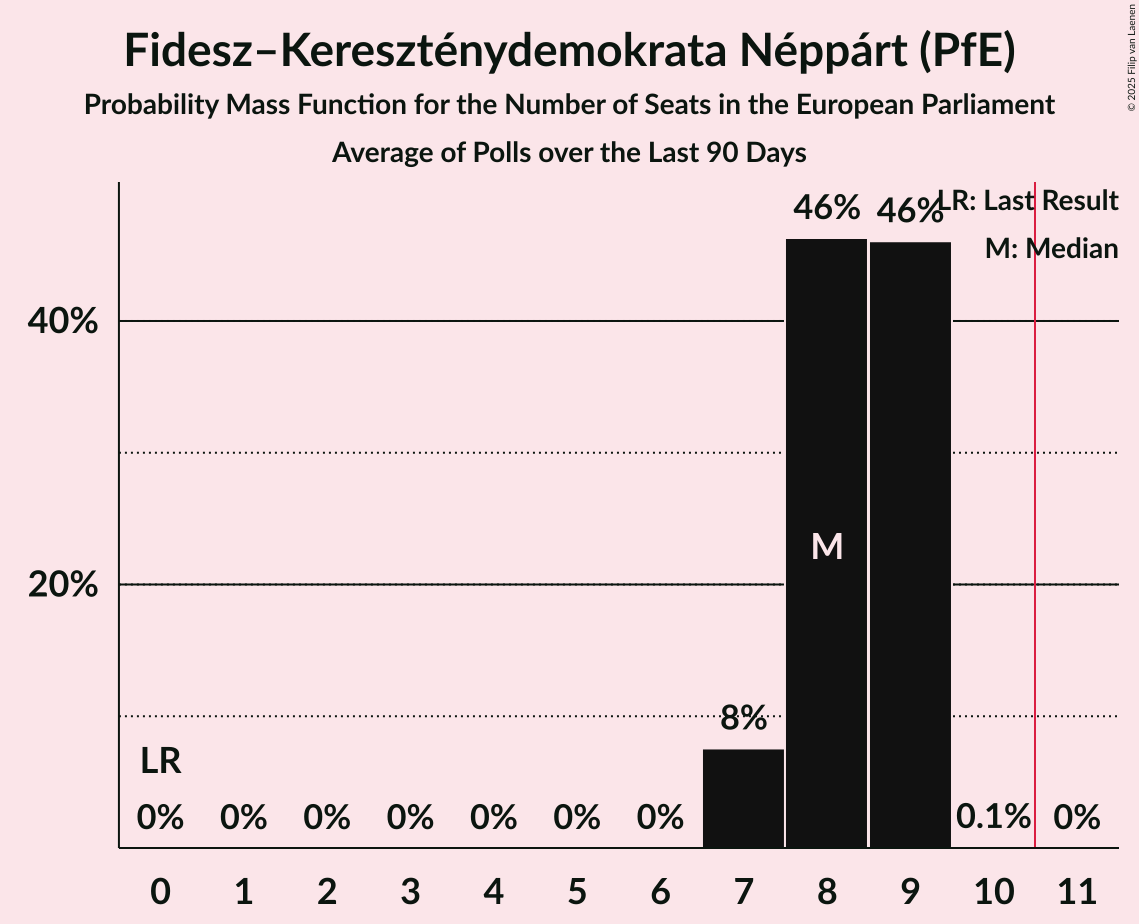 Fidesz–Kereszténydemokrata Néppárt (PfE)
Probability Mass Function for the Number of Seats in the European Parliament
Average of Polls over the Last 90 Days
© 2025 Filip van Laenen
LR: Last Result
M: Median
46% 46%
40%
M
20%
8%
LR
0% 0% 0% 0% 0% 0% 0% 0.1% 0%
0 1 2 3 4 5 6 7 8 9 10 11